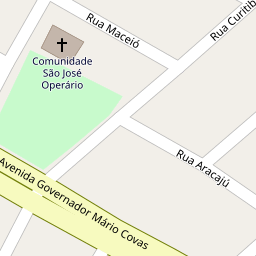 Rua Maceió
Rua Curitib
Comunidade
São José
Operário
Rua Aracajú
Avenida Governador Mário Covas